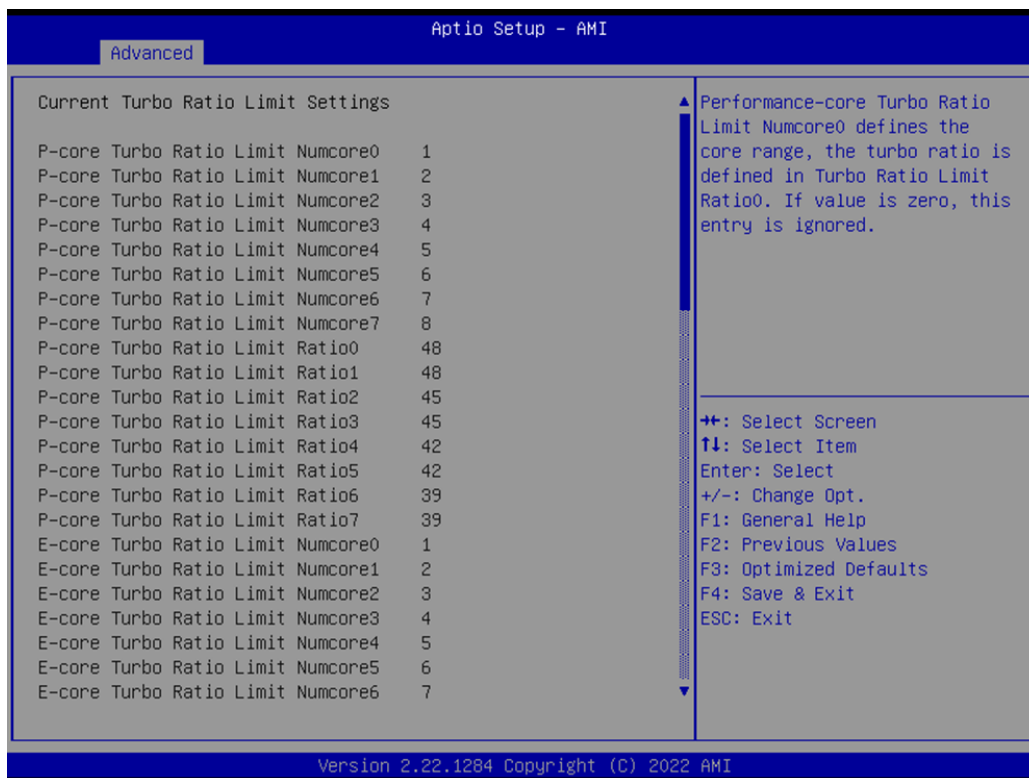 Aptio Setup – AMI
Advanced
Current Turbo Ratio Limit Settings
P-core Turbo Ratio Limit Numcore0 1
P-core Turbo Ratio Limit Numcore1 2
P-core Turbo Ratio Limit Numcore2 3
P-core Turbo Ratio Limit Numcore3 4
P-core Turbo Ratio Limit Numcore4 5
P-core Turbo Ratio Limit Numcore5 6
P-core Turbo Ratio Limit Numcore6 7
P-core Turbo Ratio Limit Numcore7 8
P-core Turbo Ratio Limit Ratio0 48
P-core Turbo Ratio Limit Ratio1 48
P-core Turbo Ratio Limit Ratio2 45
P-core Turbo Ratio Limit Ratio3 45
P-core Turbo Ratio Limit Ratio4 42
P-core Turbo Ratio Limit Ratio5 42
P-core Turbo Ratio Limit Ratio6 39
P-core Turbo Ratio Limit Ratio7 39
E-core Turbo Ratio Limit Numcore0 1
E-core Turbo Ratio Limit Numcore1 2
E-core Turbo Ratio Limit Numcore2 3
E-core Turbo Ratio Limit Numcore3 4
E-core Turbo Ratio Limit Numcore4 5
E-core Turbo Ratio Limit Numcore5 6
E-core Turbo Ratio Limit Numcore6 7
Performance-core Turbo Ratio
Limit Numcore0 defines the
core range, the turbo ratio is
defined in Turbo Ratio Limit
Ratio0. If value is zero, this
entry is ignored.
→←: Select Screen
↑↓: Select Item
Enter: Select
+/-: Change Opt.
F1: General Help
F2: Previous Values
F3: Optimized Defaults
F4: Save & Exit
ESC: Exit
Version 2.22.1284 Copyright (C) 2022 AMI